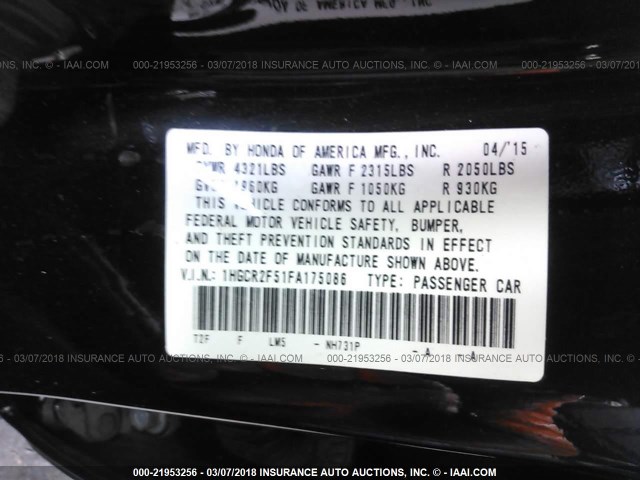 000-21953256 - 03/07/2018 INSURANCE AUTO AUCTIONS, INC. - IAAI.COM
MFD. BY HONDA OF AMERICA MFG., INC. 04/'15
4321LBS GAWR F 2315LBS R 2050LBS
1960KG GAWR F 1050KG R 930KG
THIS VEHICLE CONFORMS TO ALL APPLICABLE
FEDERAL MOTOR VEHICLE SAFETY, BUMPER,
AND THEFT PREVENTION STANDARDS IN EFFECT
ON THE DATE OF MANUFACTURE SHOWN ABOVE.
V.I.N.: 1HGCR2F51FA175086 TYPE: PASSENGER CAR
T2F F LW5 - NH731P - A A
000-21953256 - 03/07/2018 INSURANCE AUTO AUCTIONS, INC. - IAAI.COM
000-21953256 - 03/07/2018 INSURANCE AUTO AUCTIONS, INC. - IAAI.COM